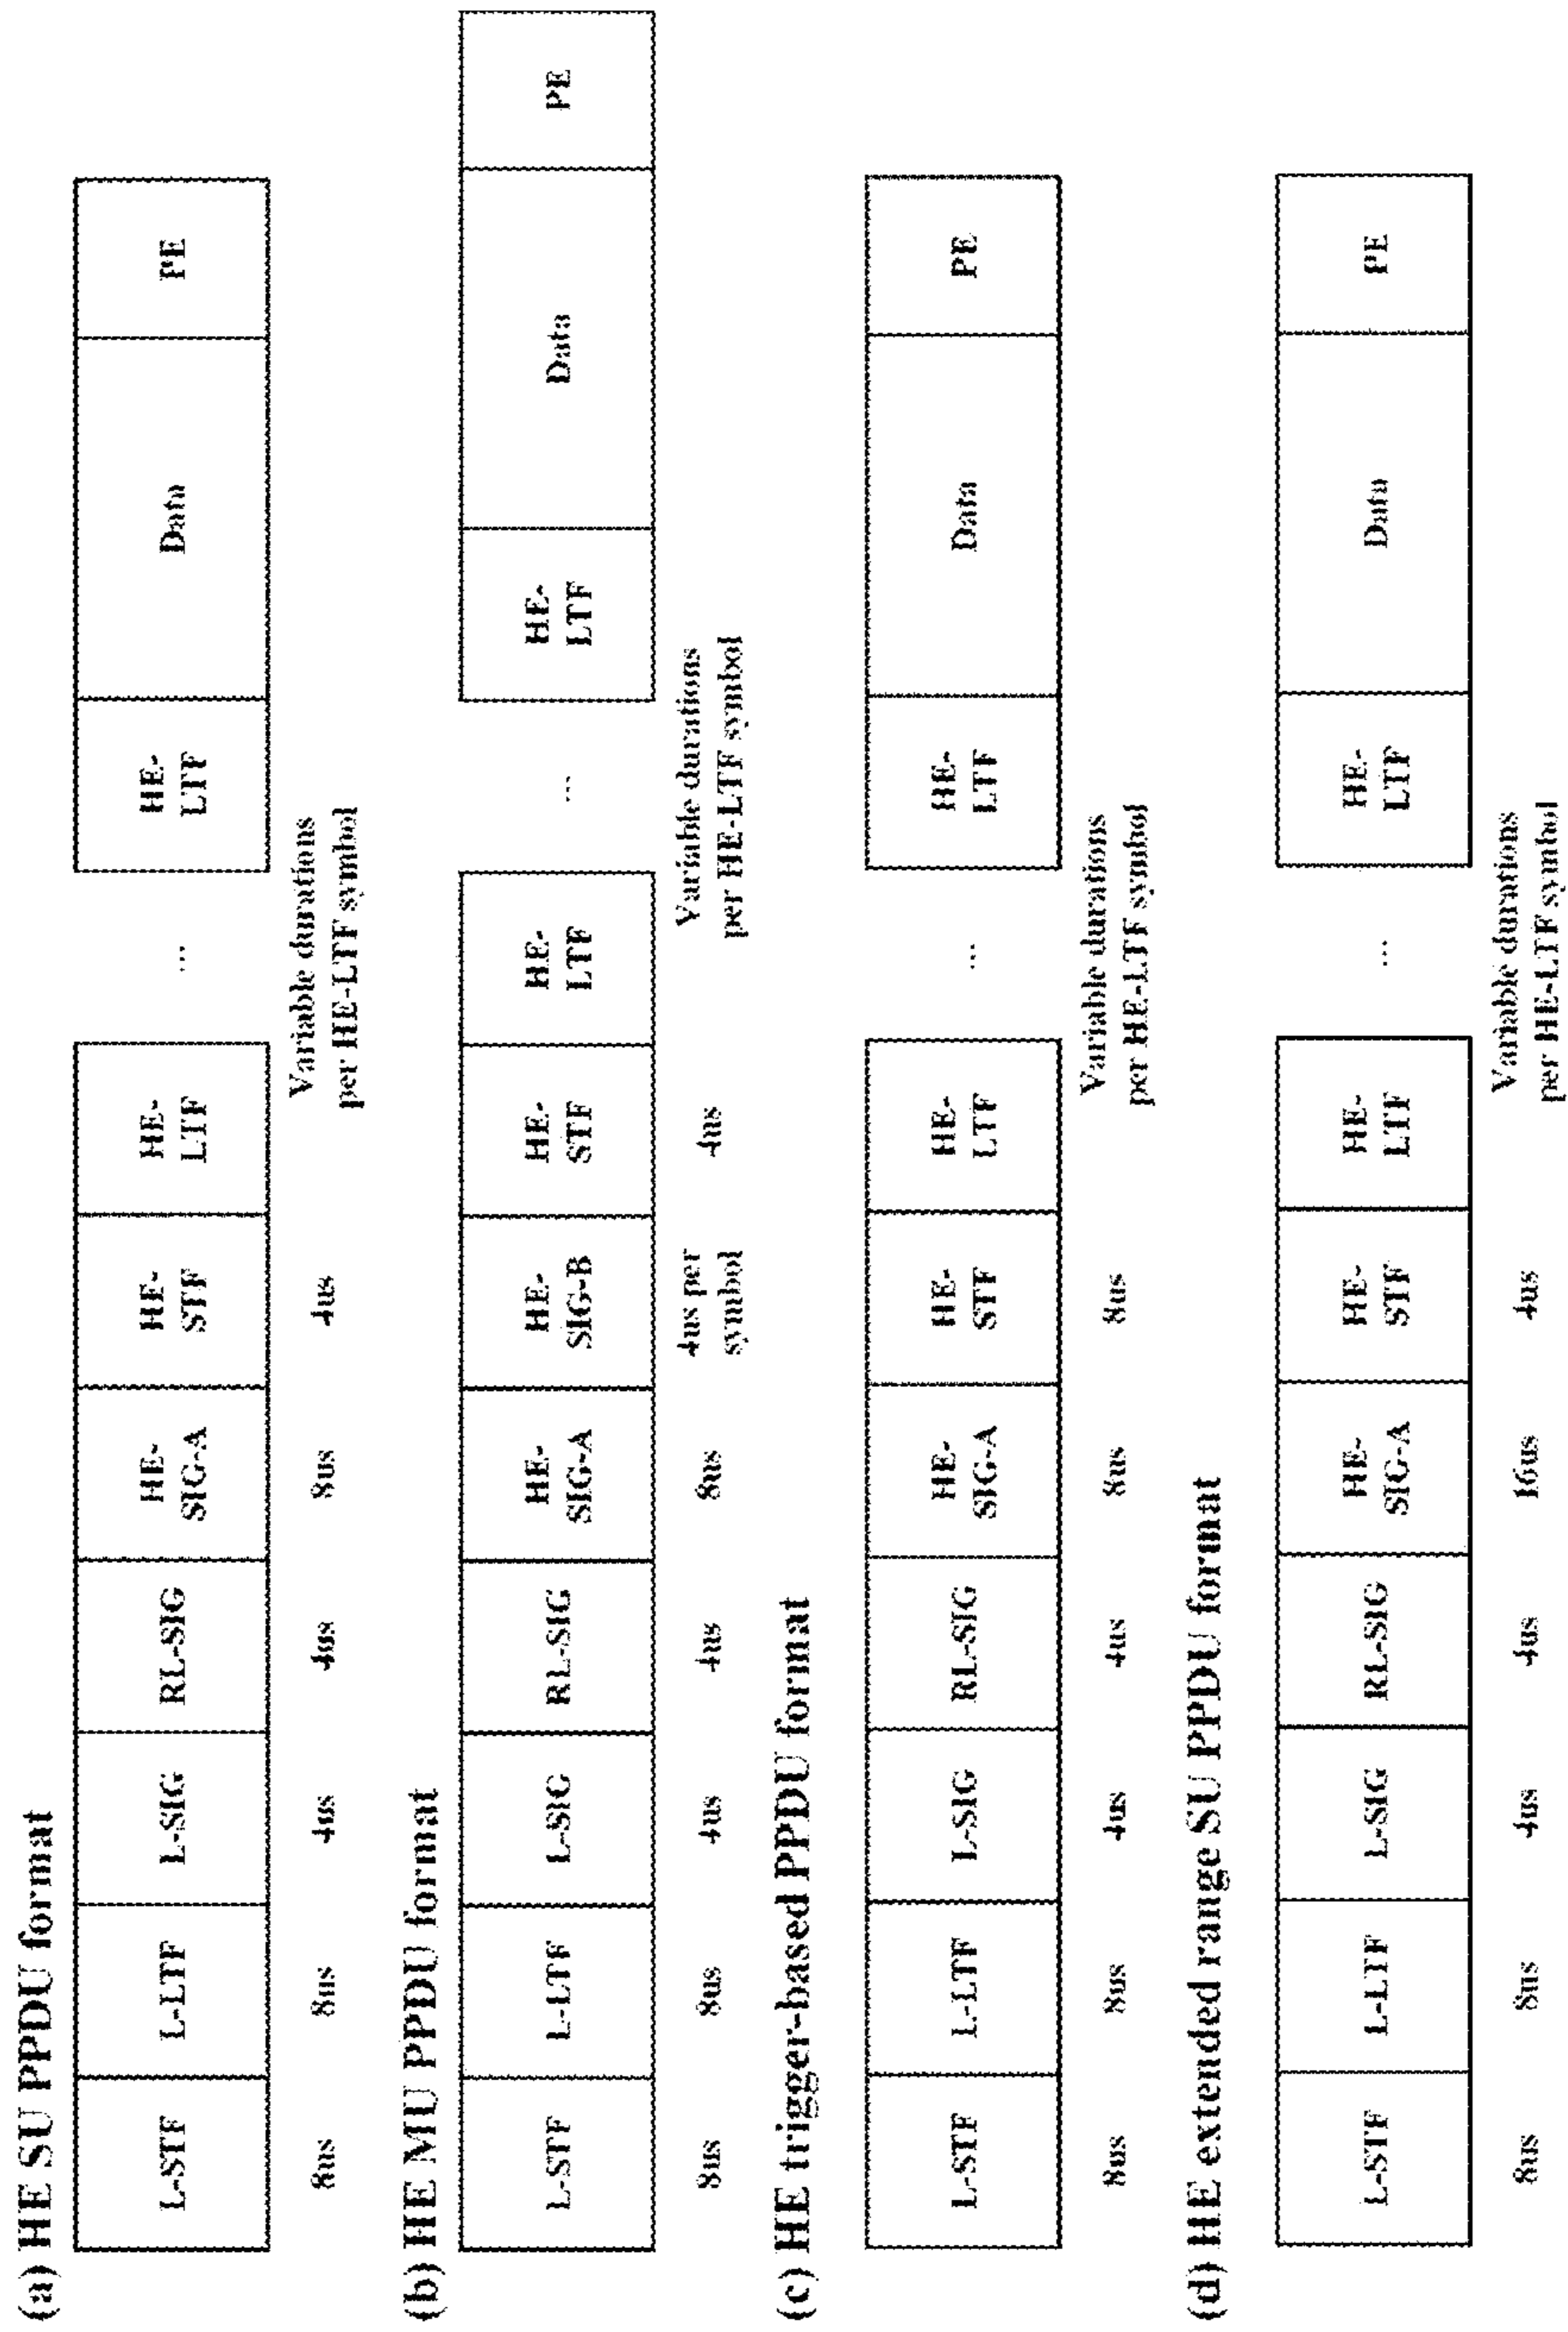 (a) HE SU PPDU format
L-STF L-LTF L-SIG RL-SIG HE-SIG-A HE-STF HE-LTF ... HE-LTF Data PE
8us 8us 4us 4us 8us 4us Variable durations per HE-LTF symbol
(b) HE MU PPDU format
L-STF L-LTF L-SIG RL-SIG HE-SIG-A HE-SIG-B HE-STF HE-LTF ... HE-LTF Data PE
8us 8us 4us 4us 8us 4us per symbol 4us Variable durations per HE-LTF symbol
(c) HE trigger-based PPDU format
L-STF L-LTF L-SIG RL-SIG HE-SIG-A HE-STF HE-LTF ... HE-LTF Data PE
8us 8us 4us 4us 8us 8us Variable durations per HE-LTF symbol
(d) HE extended range SU PPDU format
L-STF L-LTF L-SIG RL-SIG HE-SIG-A HE-STF HE-LTF ... HE-LTF Data PE
8us 8us 4us 4us 16us 4us Variable durations per HE-LTF symbol